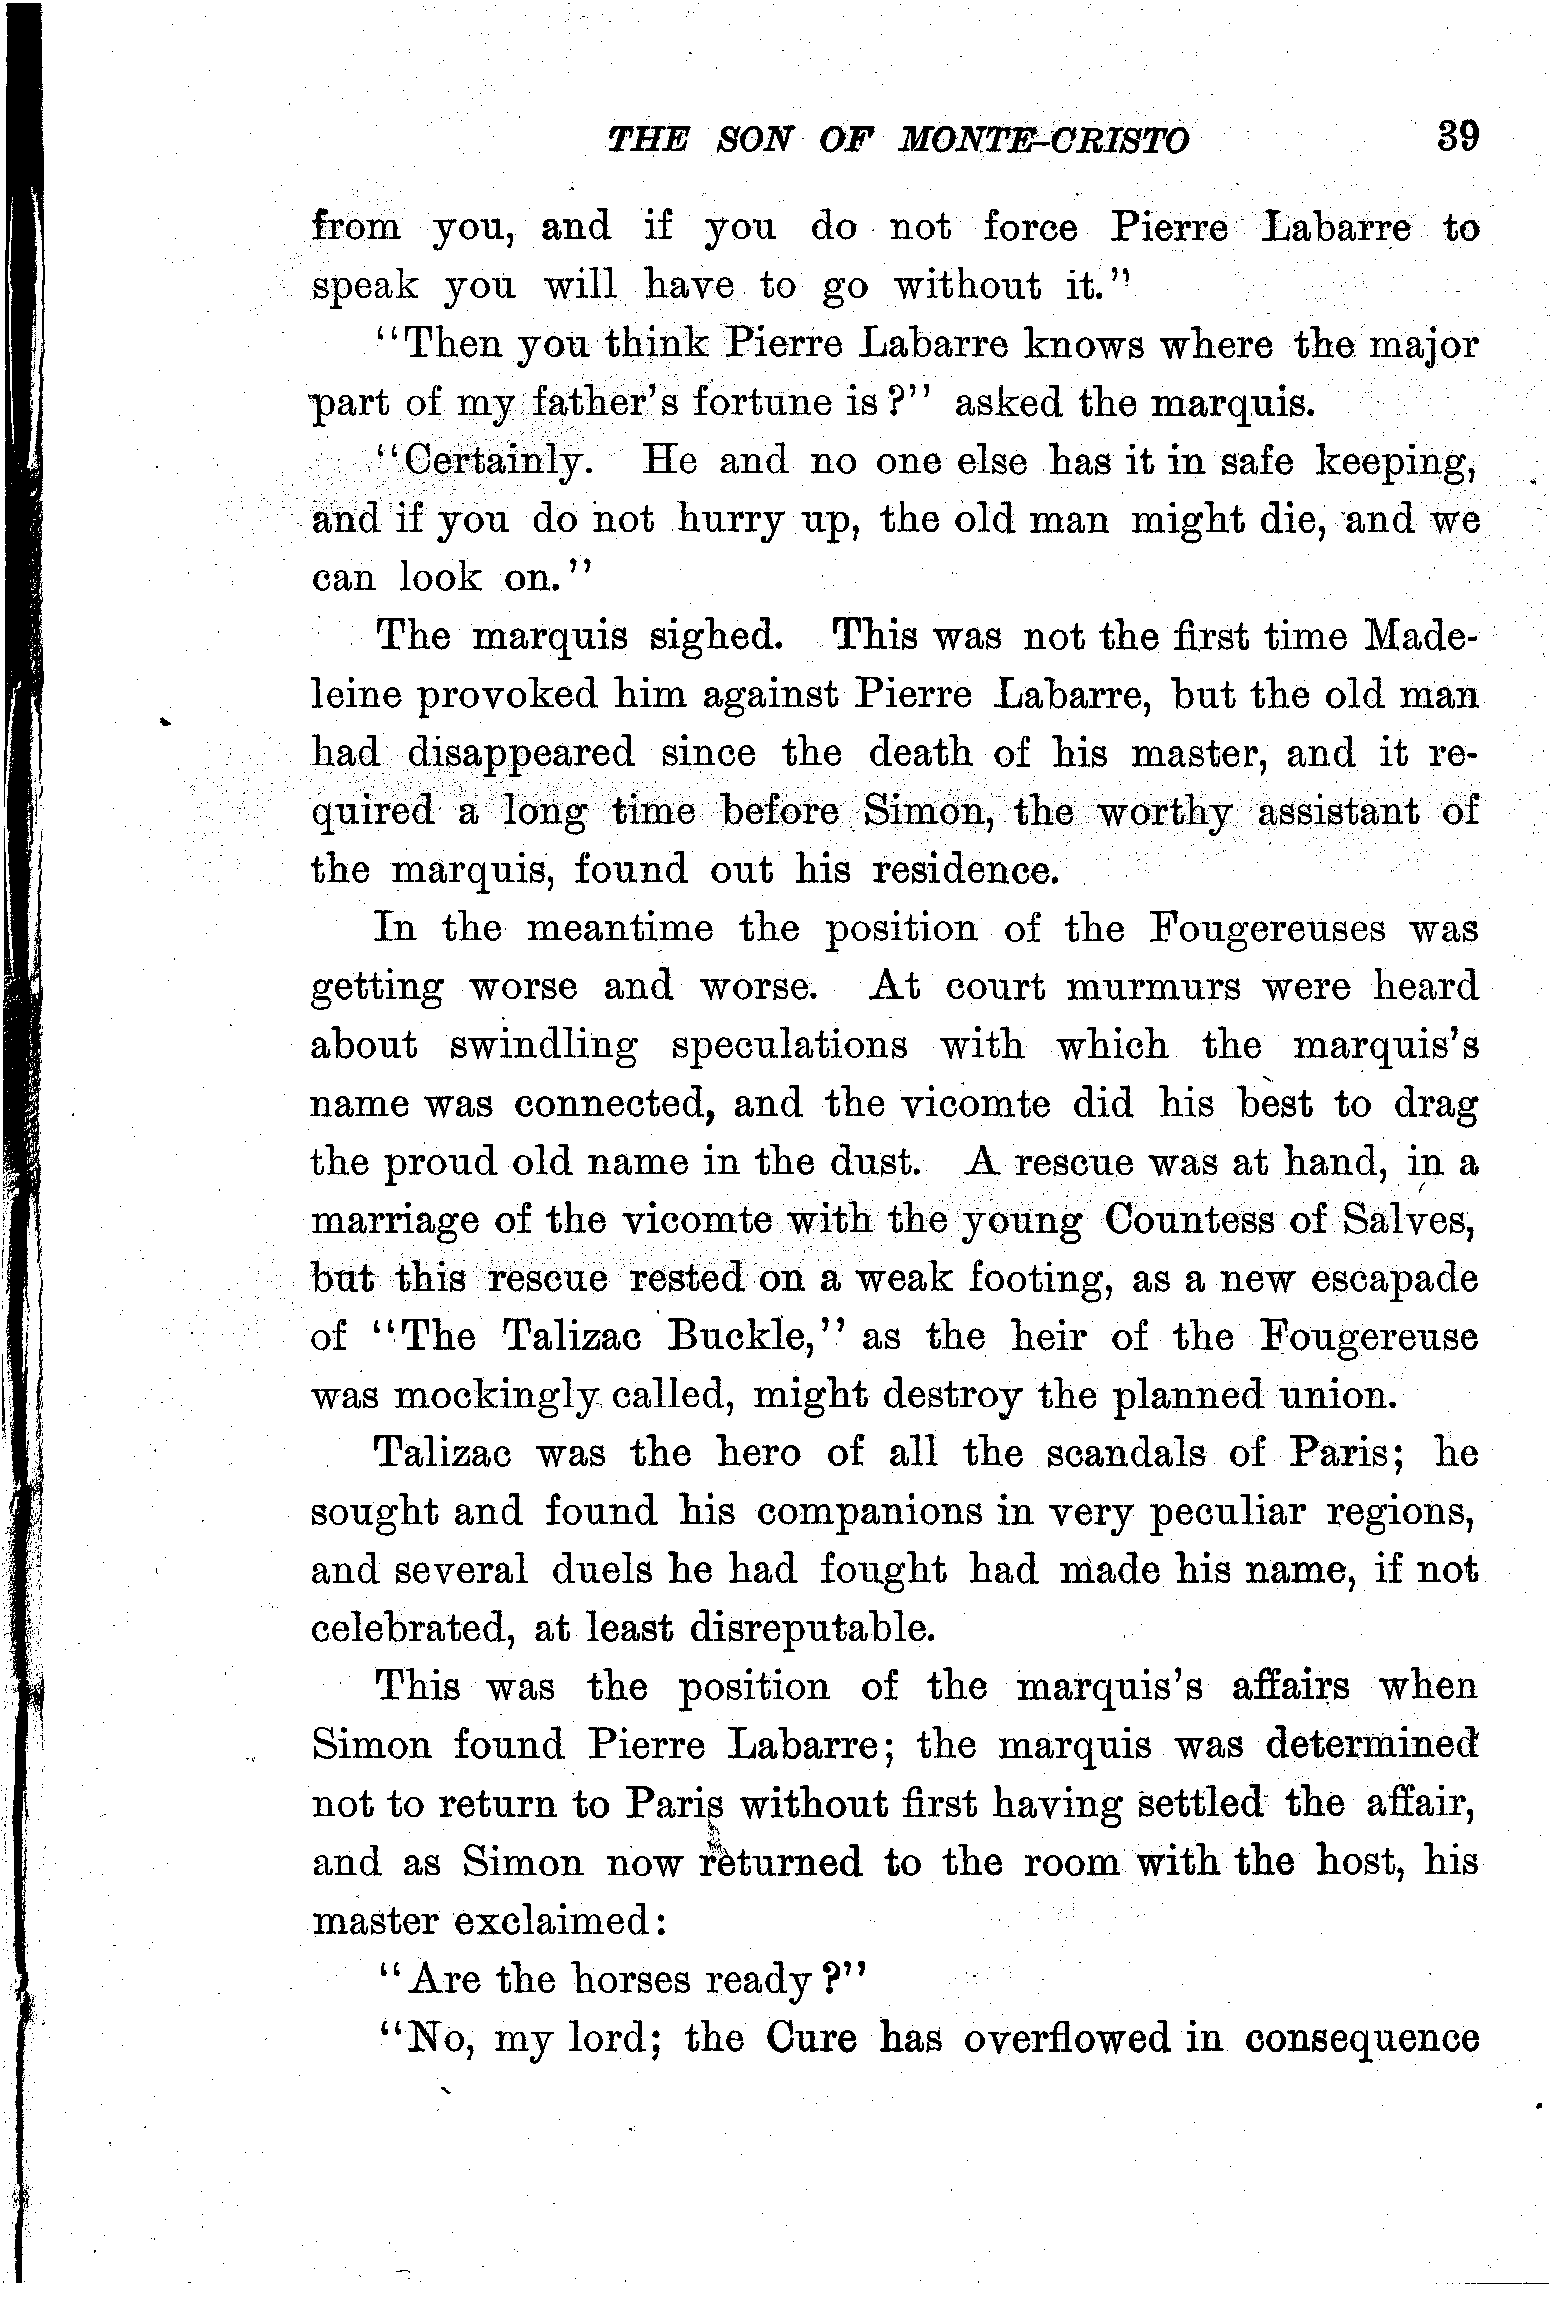 THE SON OF MONTE-CRISTO 39
from you, and if you do not force Pierre Labarre to
speak you will have to go without it."
"Then you think Pierre Labarre knows where the major
part of my father's fortune is?" asked the marquis.
"Certainly. He and no one else has it in safe keeping,
and if you do not hurry up, the old man might die, and we
can look on."
The marquis sighed. This was not the first time Made-
leine provoked him against Pierre Labarre, but the old man
had disappeared since the death of his master, and it re-
quired a long time before Simon, the worthy assistant of
the marquis, found out his residence.
In the meantime the position of the Fougereuses was
getting worse and worse. At court murmurs were heard
about swindling speculations with which the marquis's
name was connected, and the vicomte did his best to drag
the proud old name in the dust. A rescue was at hand, in a
marriage of the vicomte with the young Countess of Salves,
but this rescue rested on a weak footing, as a new escapade
of "The Talizac Buckle," as the heir of the Fougereuse
was mockingly called, might destroy the planned union.
Talizac was the hero of all the scandals of Paris; he
sought and found his companions in very peculiar regions,
and several duels he had fought had made his name, if not
celebrated, at least disreputable.
This was the position of the marquis's affairs when
Simon found Pierre Labarre; the marquis was determined
not to return to Paris without first having settled the affair,
and as Simon now returned to the room with the host, his
master exclaimed:
"Are the horses ready?"
"No, my lord; the Cure has overflowed in consequence